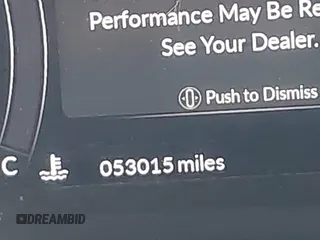 Performance May Be Re
See Your Dealer.
Push to Dismiss
C
053015 miles
DREAMBID